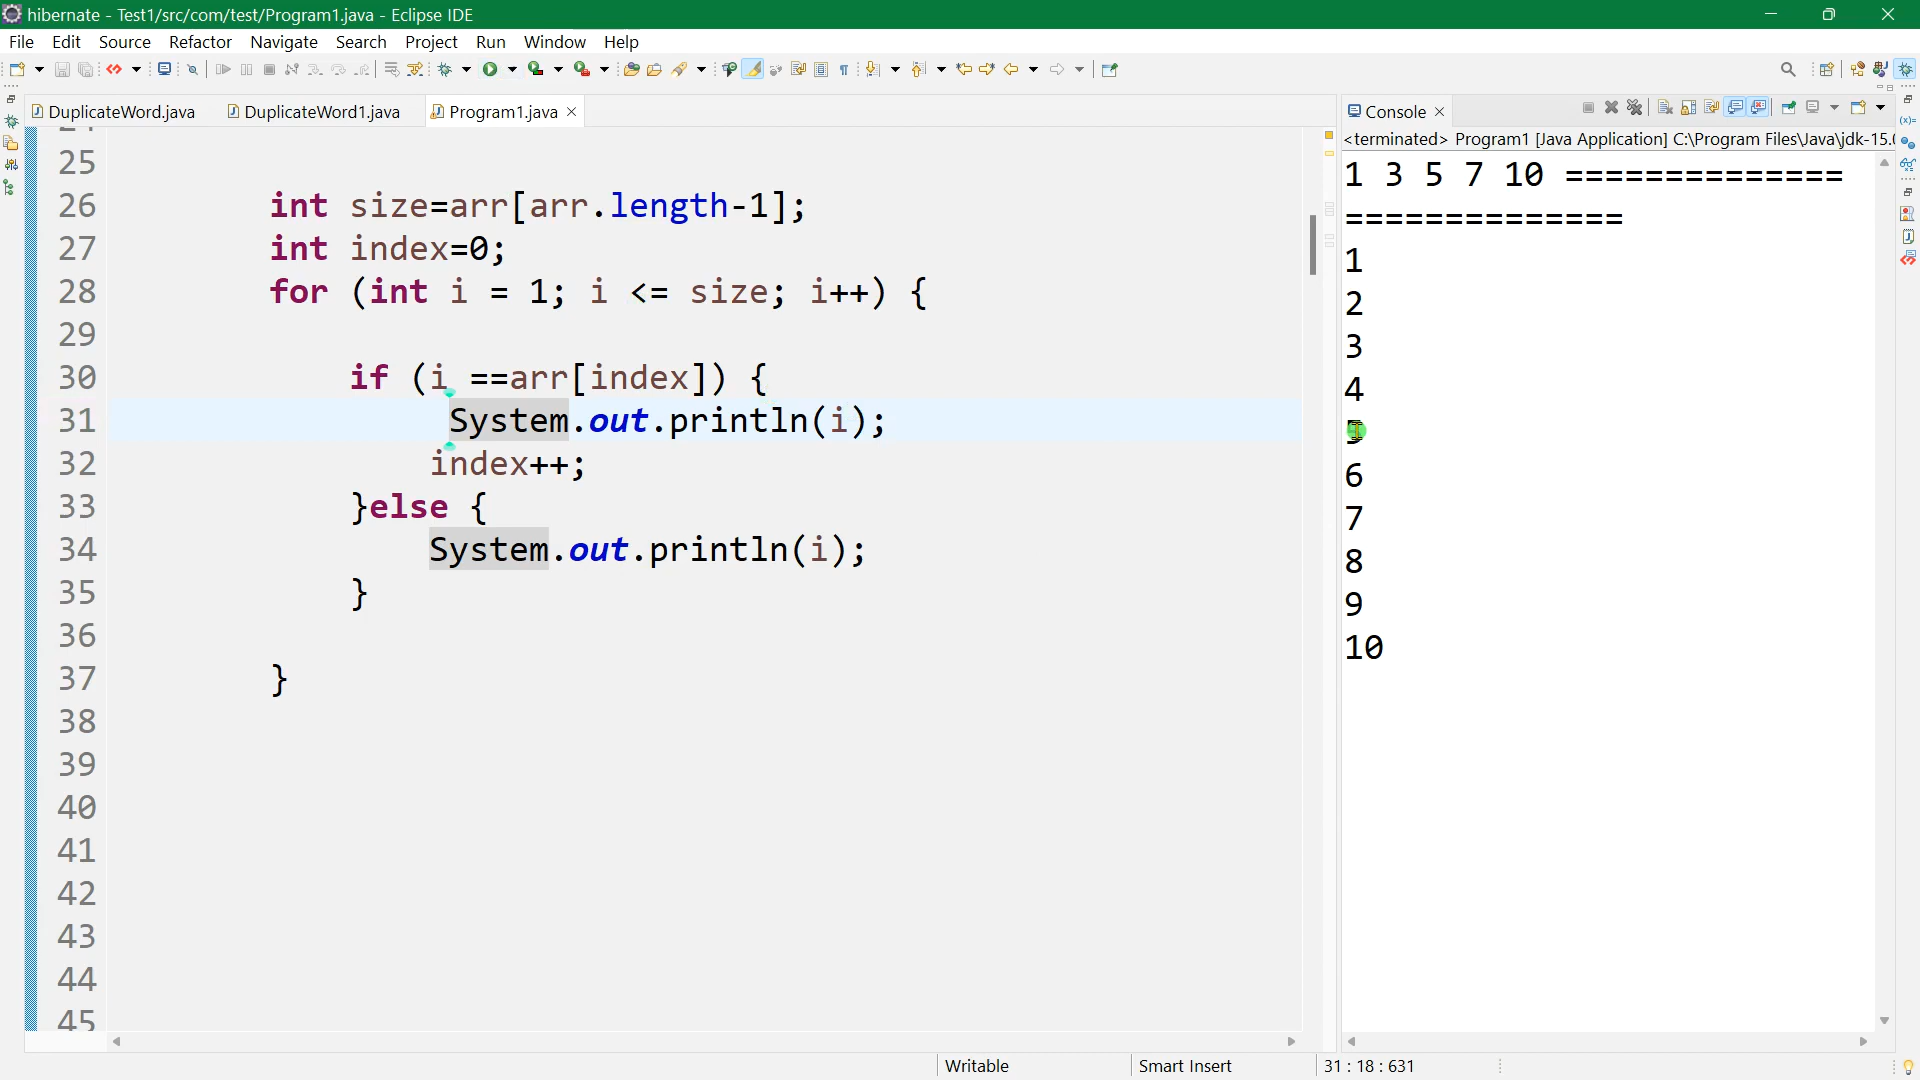 hibernate - Test1/src/com/test/Program1.java - Eclipse IDE
File Edit Source Refactor Navigate Search Project Run Window Help
DuplicateWord.java DuplicateWord1.java Program1.java
25
26 int size=arr[arr.length-1];
27 int index=0;
28 for (int i = 1; i <= size; i++) {
29
30 if (i ==arr[index]) {
31 System.out.println(i);
32 index++;
33 }else {
34 System.out.println(i);
35 }
36
37 }
38
39
40
41
42
43
44
45
Console
<terminated> Program1 [Java Application] C:\Program Files\Java\jdk-15.
1 3 5 7 10 ==============
==============
1
2
3
4
5
6
7
8
9
10
Writable Smart Insert 31 : 18 : 631